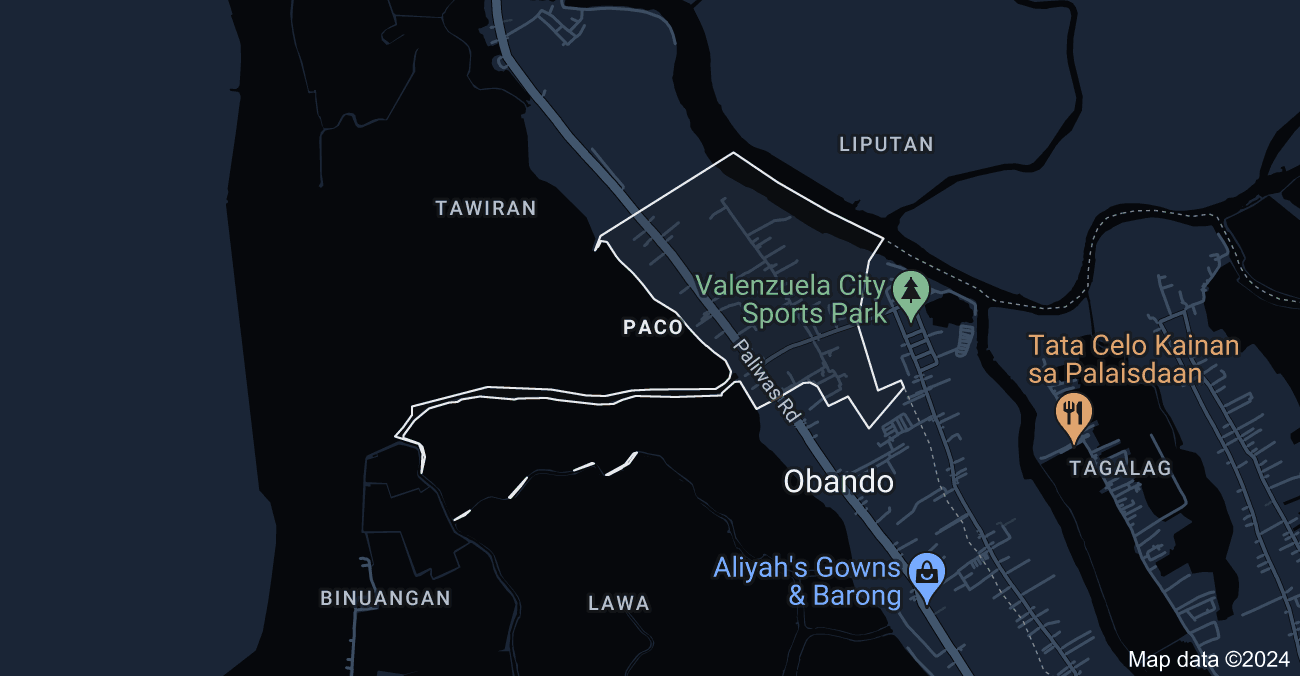 LIPUTAN
TAWIRAN
Valenzuela City
Sports Park
PACO
Paliwas Rd
Tata Celo Kainan
sa Palaisdaan
TAGALAG
Obando
Aliyah's Gowns
& Barong
BINUANGAN
LAWA
Map data ©2024